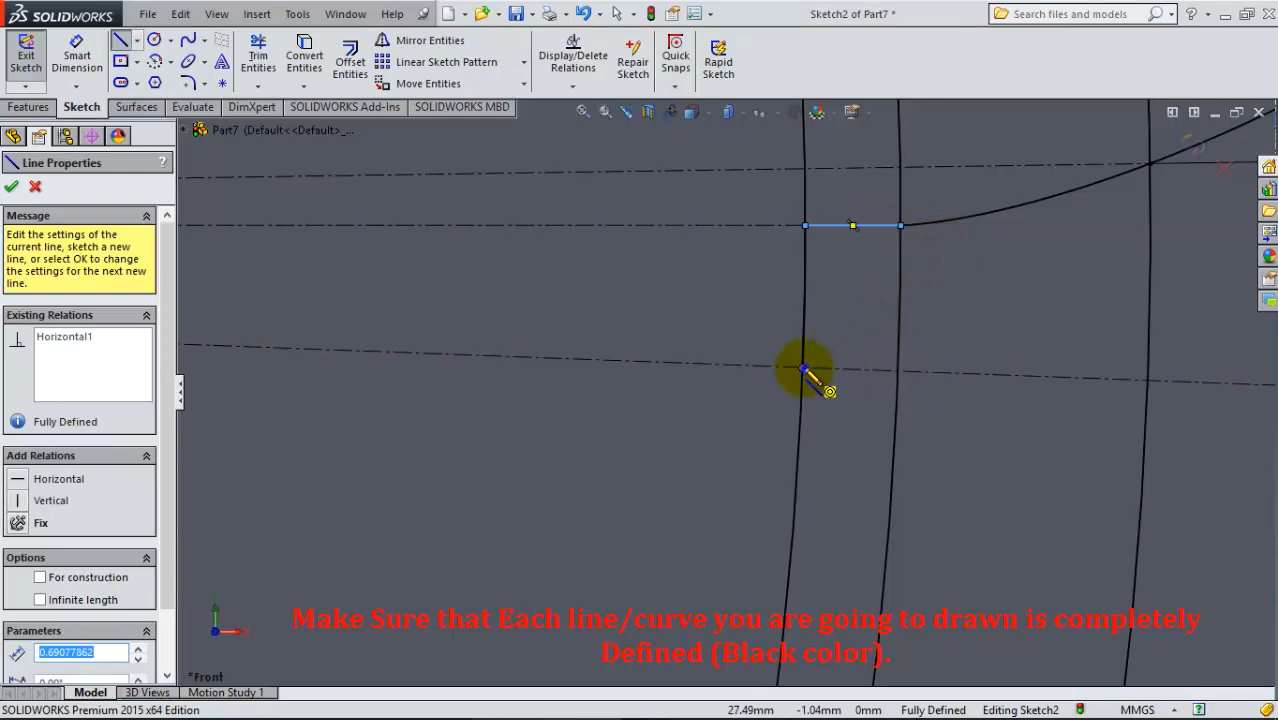 SOLIDWORKS
File
Edit
View
Insert
Tools
Window
Help
Sketch2 of Part7 *
Search files and models
Exit
Sketch
Smart
Dimension
Trim
Entities
Convert
Entities
Offset
Entities
Mirror Entities
Linear Sketch Pattern
Move Entities
Display/Delete
Relations
Repair
Sketch
Quick
Snaps
Rapid
Sketch
Features
Sketch
Surfaces
Evaluate
DimXpert
SOLIDWORKS Add-Ins
SOLIDWORKS MBD
Part7 (Default<<Default>_...
Line Properties
?
Message
Edit the settings of the
current line, sketch a new
line, or select OK to change
the settings for the next new
line.
Existing Relations
Horizontal1
Fully Defined
Add Relations
Horizontal
Vertical
Fix
Options
For construction
Infinite length
Parameters
0.69077862
0.00°
Make Sure that Each line/curve you are going to drawn is completely
Defined (Black color).
*Front
Model
3D Views
Motion Study 1
SOLIDWORKS Premium 2015 x64 Edition
27.49mm
-1.04mm
0mm
Fully Defined
Editing Sketch2
MMGS